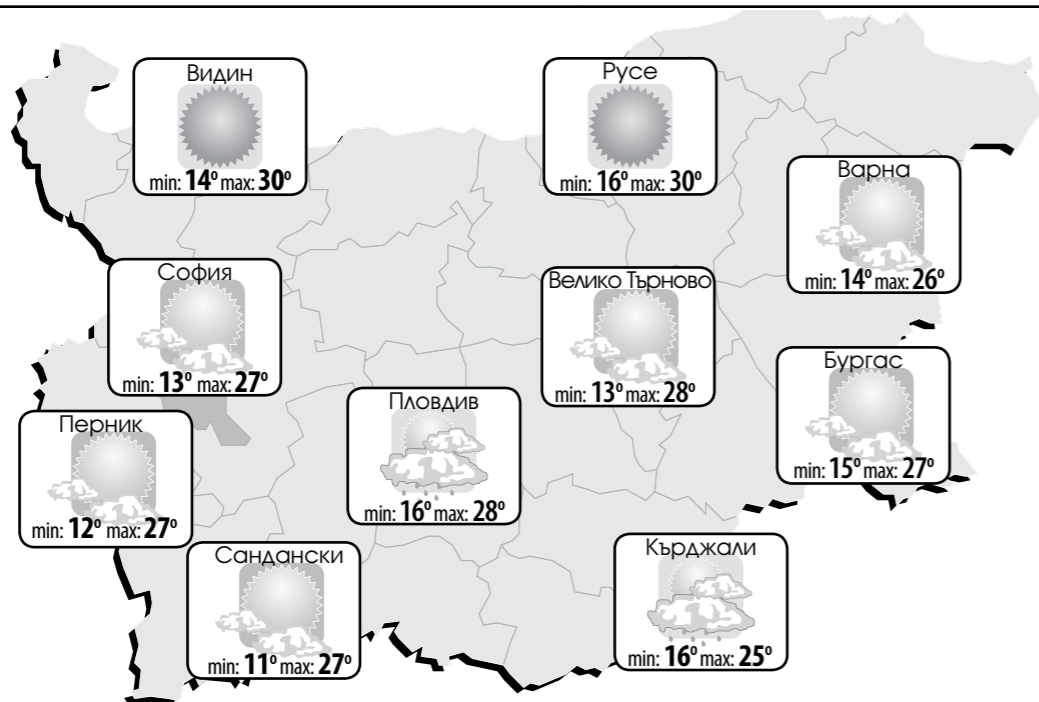 Видин
min: 14° max: 30°
Русе
min: 16° max: 30°
Варна
min: 14° max: 26°
София
min: 13° max: 27°
Велико Търново
min: 13° max: 28°
Бургас
min: 15° max: 27°
Пловдив
min: 16° max: 28°
Перник
min: 12° max: 27°
Сандански
min: 11° max: 27°
Кърджали
min: 16° max: 25°